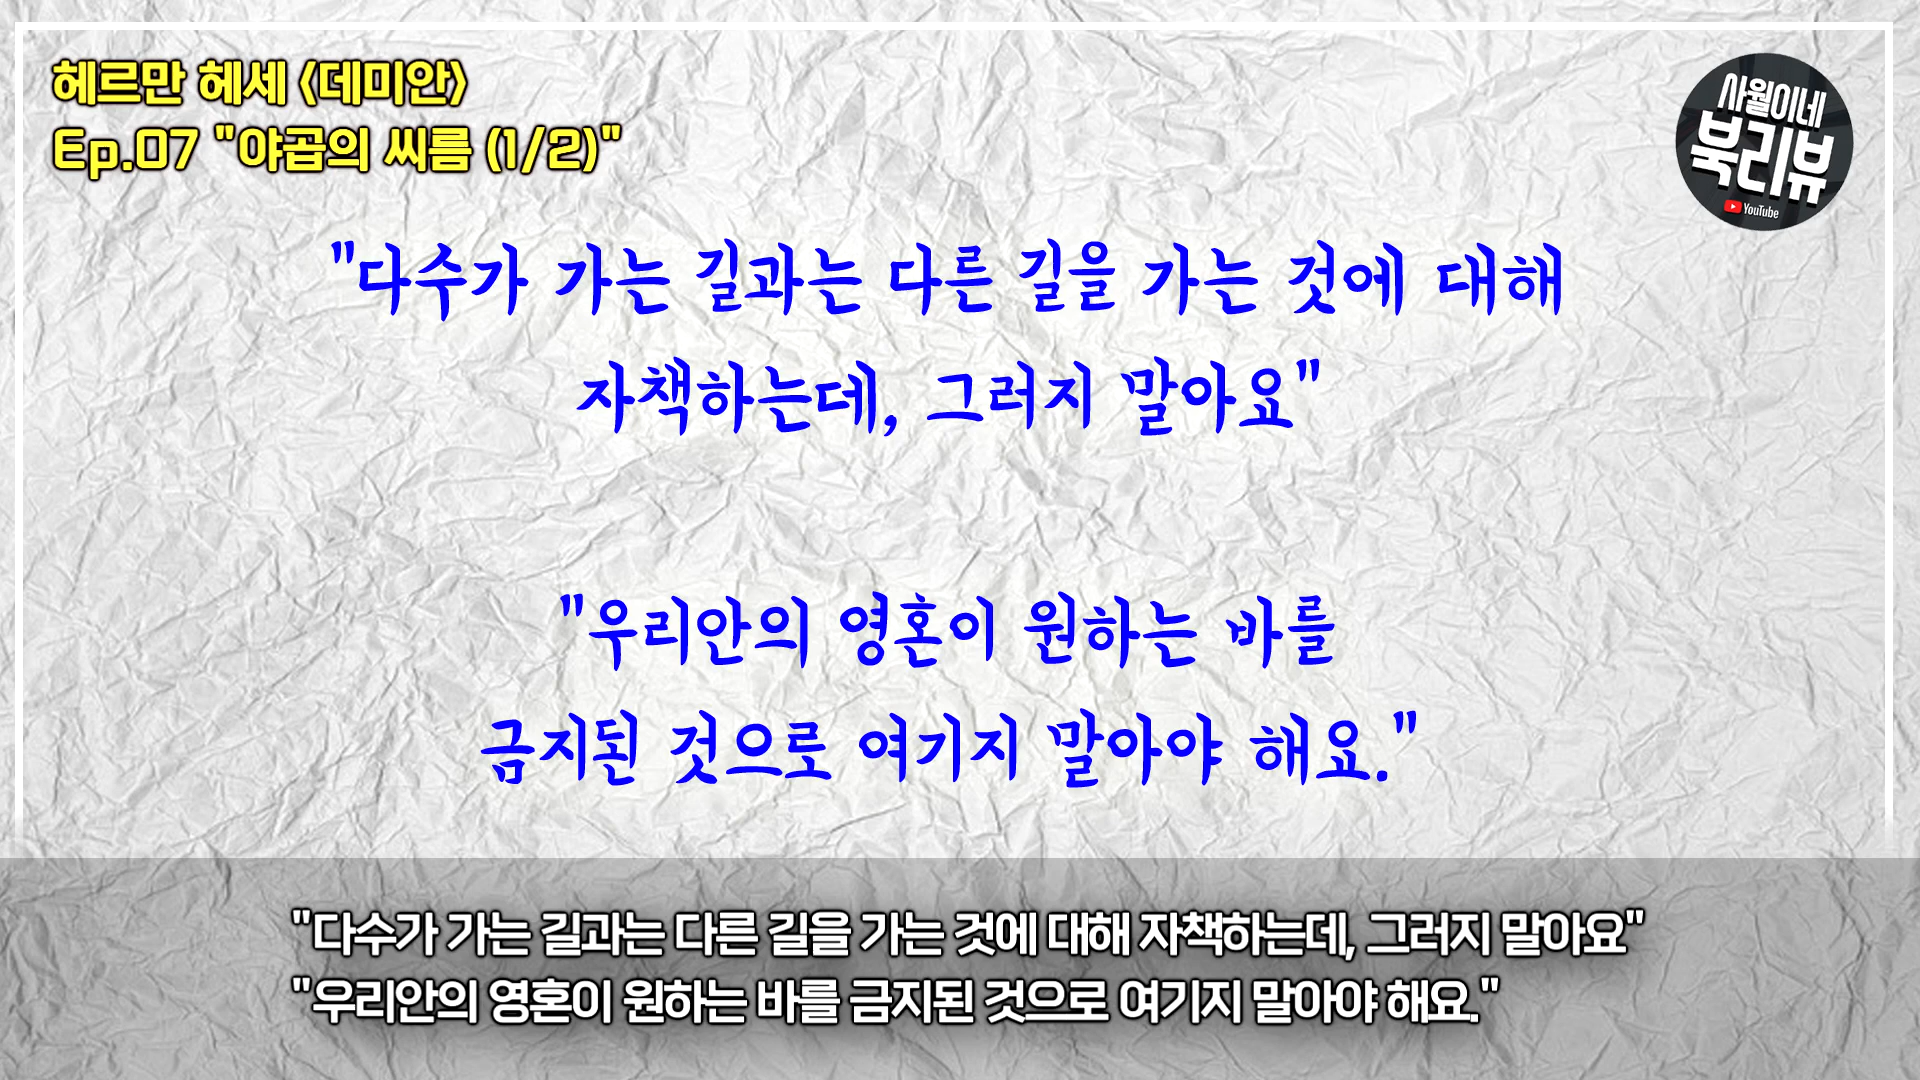 헤르만 헤세 <데미안>
Ep.07 "야곱의 씨름 (1/2)"
사월이네
북리뷰
YouTube
"다수가 가는 길과는 다른 길을 가는 것에 대해
자책하는데, 그러지 말아요"
"우리안의 영혼이 원하는 바를
금지된 것으로 여기지 말아야 해요."
"다수가 가는 길과는 다른 길을 가는 것에 대해 자책하는데, 그러지 말아요"
"우리안의 영혼이 원하는 바를 금지된 것으로 여기지 말아야 해요."